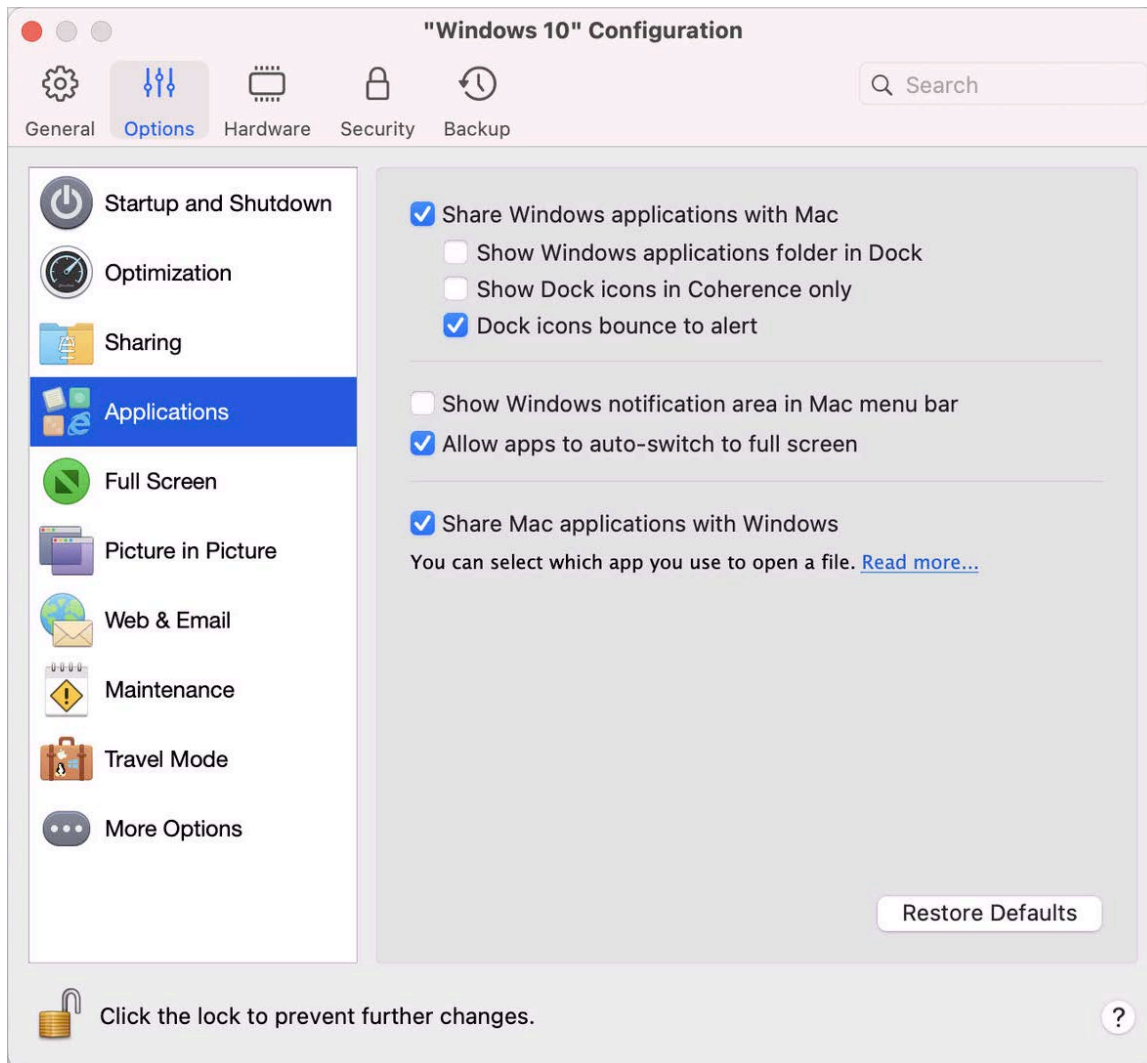 "Windows 10" Configuration
General
Options
Hardware
Security
Backup
Search
Startup and Shutdown
Optimization
Sharing
Applications
Full Screen
Picture in Picture
Web & Email
Maintenance
Travel Mode
More Options
Share Windows applications with Mac
Show Windows applications folder in Dock
Show Dock icons in Coherence only
Dock icons bounce to alert
Show Windows notification area in Mac menu bar
Allow apps to auto-switch to full screen
Share Mac applications with Windows
You can select which app you use to open a file. Read more...
Restore Defaults
Click the lock to prevent further changes.
?